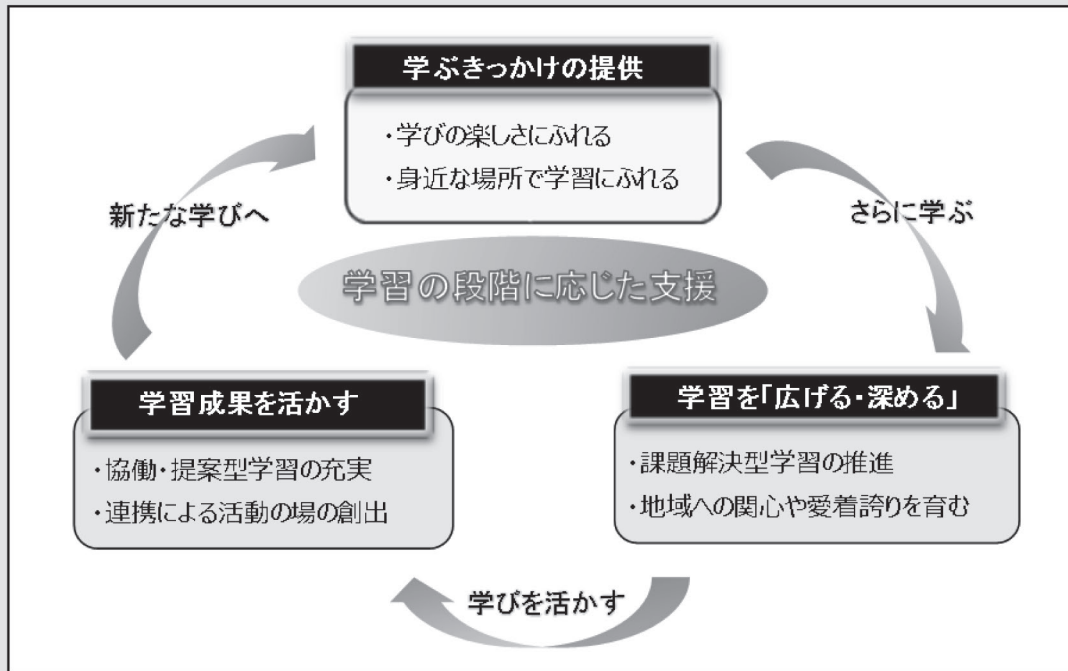 学ぶきっかけの提供
・学びの楽しさにふれる
・身近な場所で学習にふれる
新たな学びへ
さらに学ぶ
学習の段階に応じた支援
学習成果を活かす
・協働・提案型学習の充実
・連携による活動の場の創出
学習を「広げる・深める」
・課題解決型学習の推進
・地域への関心や愛着誇りを育む
学びを活かす